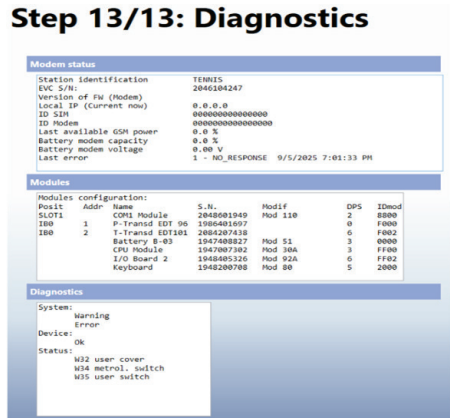 Step 13/13: Diagnostics
Modem status
Station identification TENNIS
EVC S/N: 2046104247
Version of FW (Modem)
Local IP (Current now) 0.0.0.0
ID SIM 00000000000000
ID Modem 000000000000000
Last available GSM power 0.0 %
Battery modem capacity 0.0 %
Battery modem voltage 0.00 V
Last error 1 - NO_RESPONSE 9/5/2025 7:01:33 PM
Modules
Modules configuration:
Posit Addr Name S.N. Modif DPS IDmod
SLOT1 COM1 Module 2048601949 Mod 110 2 8800
IB0 1 P-Transd EDT 96 1986401697 0 F000
IB0 2 T-Transd EDT101 2084207438 6 F002
Battery B-03 1947408827 Mod 51 3 0000
CPU Module 1947007302 Mod 30A 3 FF00
I/O Board 2 1948405326 Mod 92A 6 FF02
Keyboard 1948200708 Mod 80 5 2000
Diagnostics
System:
Warning
Error
Device:
Ok
Status:
W32 user cover
W34 metrol. switch
W35 user switch